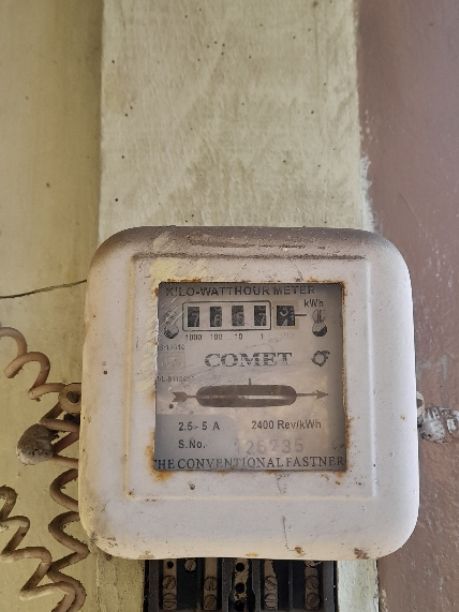 KILO-WATTHOUR METER
kWh
1000 100 10 1
COMET
2.5 - 5 A 2400 Rev/kWh
S.No. 126235
THE CONVENTIONAL FASTNER